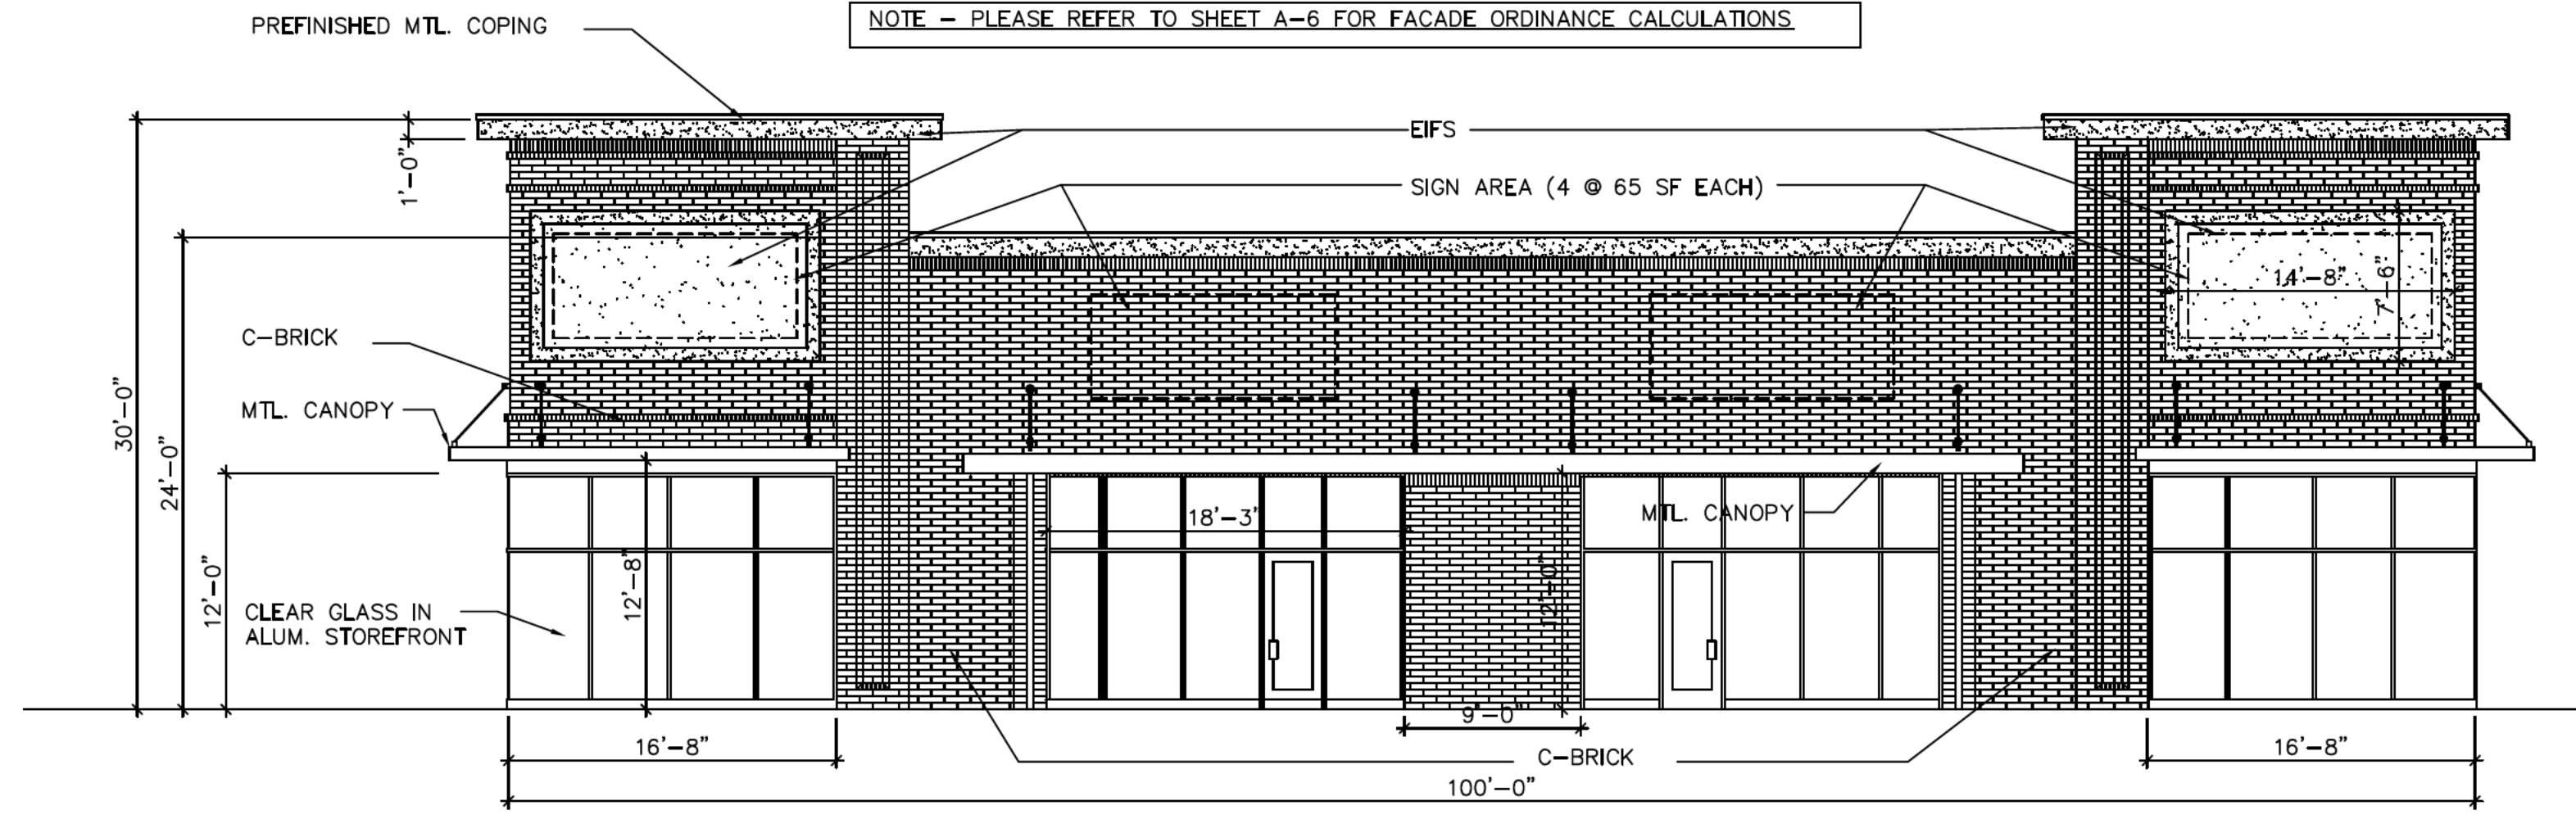 NOTE – PLEASE REFER TO SHEET A–6 FOR FACADE ORDINANCE CALCULATIONS
PREFINISHED MTL. COPING
EIFS
1'–0"
SIGN AREA (4 @ 65 SF EACH)
14'–8"
7'–6"
C–BRICK
MTL. CANOPY
30'–0"
24'–0"
12'–0"
12'–8"
18'–3"
MTL. CANOPY
12'–0"
CLEAR GLASS IN
ALUM. STOREFRONT
9'–0"
16'–8"
16'–8"
C–BRICK
100'–0"